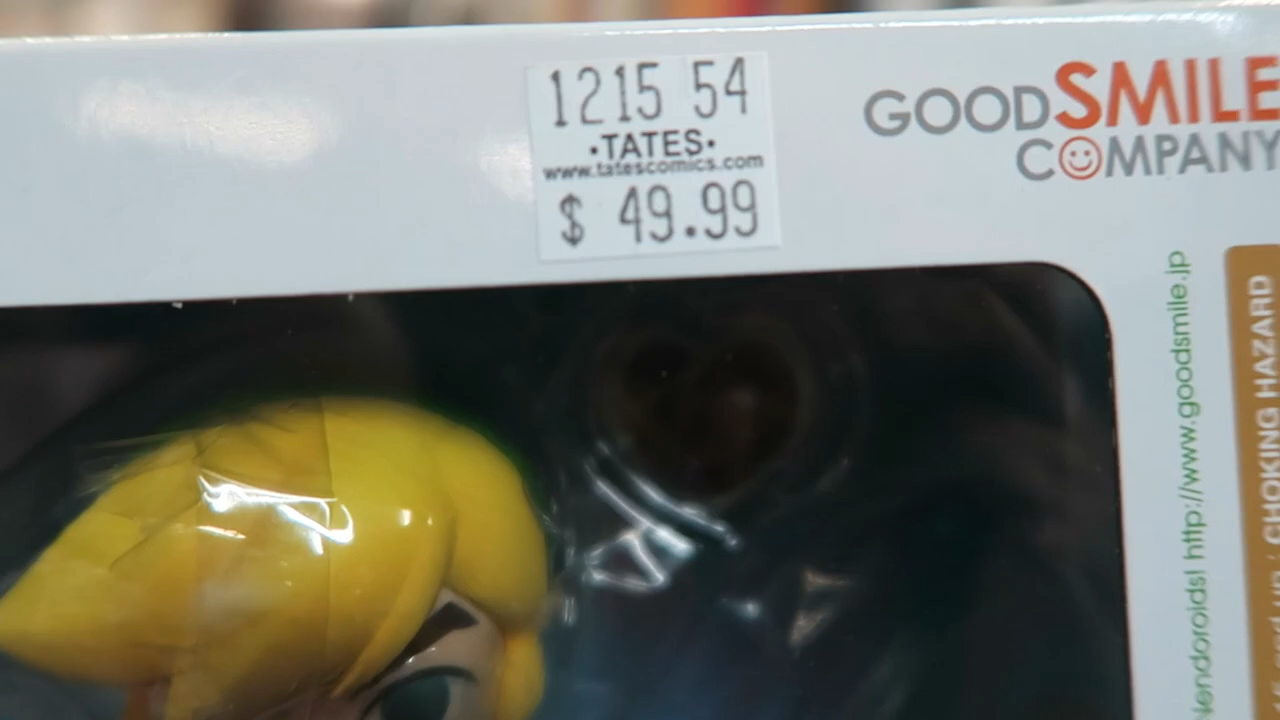 1215 54
•TATES•
www.tatescomics.com
$ 49.99
GOODSMILE
COMPANY
http://www.goodsmile.jp
CHOKING HAZARD